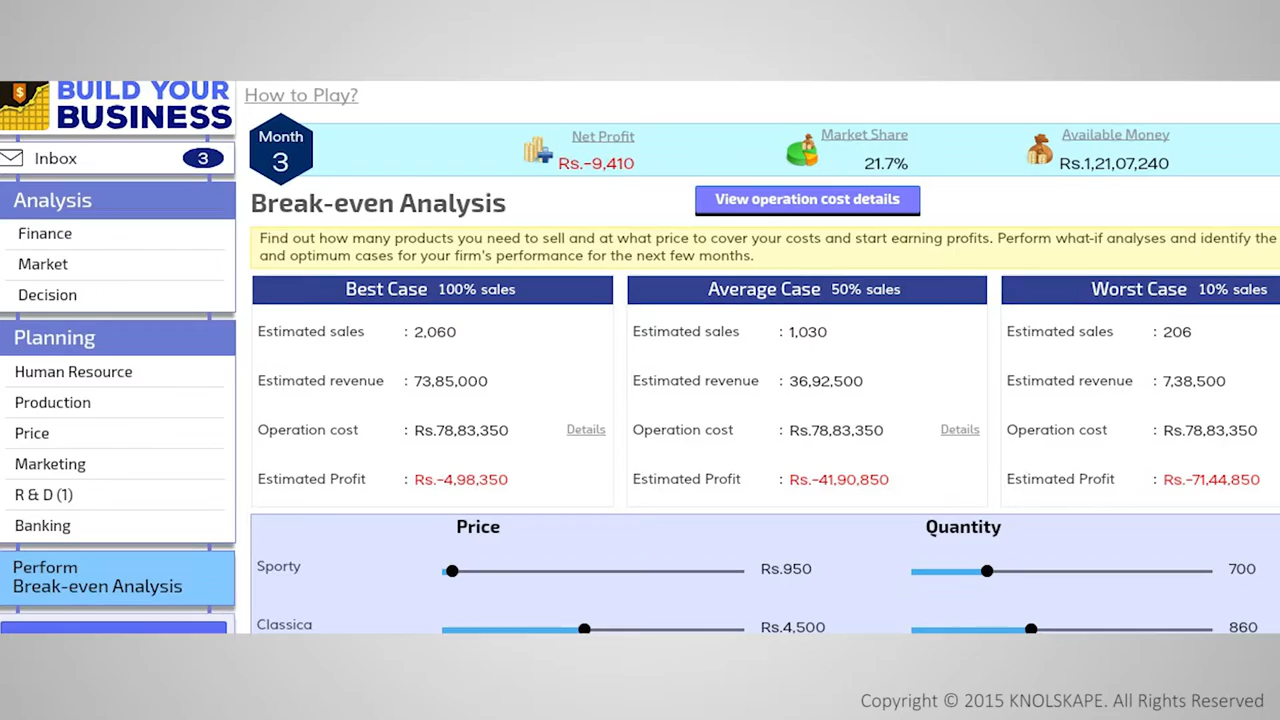 BUILD YOUR
BUSINESS
How to Play?
Inbox 3
Month
3
Net Profit
Rs.-9,410
Market Share
21.7%
Available Money
Rs.1,21,07,240
Analysis
Finance
Market
Decision
Planning
Human Resource
Production
Price
Marketing
R & D (1)
Banking
Perform
Break-even Analysis
Break-even Analysis
View operation cost details
Find out how many products you need to sell and at what price to cover your costs and start earning profits. Perform what-if analyses and identify the
and optimum cases for your firm's performance for the next few months.
Best Case 100% sales
Estimated sales : 2,060
Estimated revenue : 73,85,000
Operation cost : Rs.78,83,350 Details
Estimated Profit : Rs.-4,98,350
Average Case 50% sales
Estimated sales : 1,030
Estimated revenue : 36,92,500
Operation cost : Rs.78,83,350 Details
Estimated Profit : Rs.-41,90,850
Worst Case 10% sales
Estimated sales : 206
Estimated revenue : 7,38,500
Operation cost : Rs.78,83,350
Estimated Profit : Rs.-71,44,850
Price Quantity
Sporty Rs.950 700
Classica Rs.4,500 860
Copyright © 2015 KNOLSKAPE. All Rights Reserved